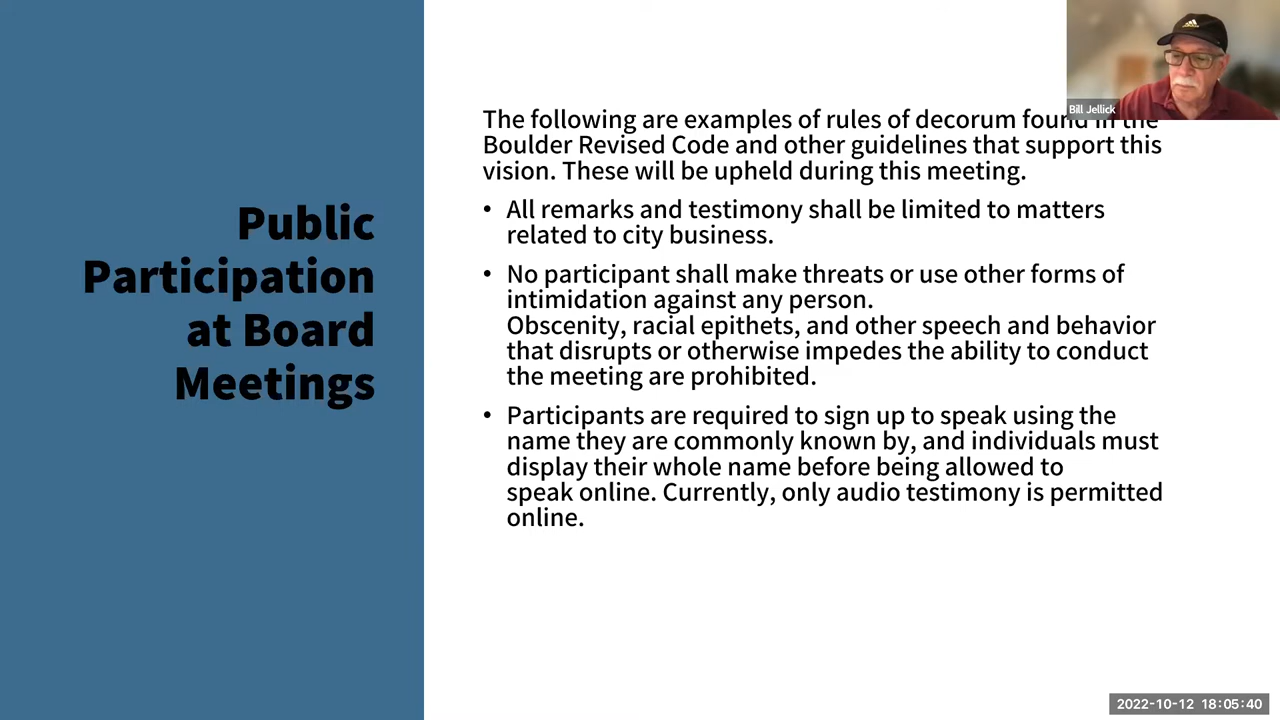 Public
Participation
at Board
Meetings
The following are examples of rules of decorum found in the
Boulder Revised Code and other guidelines that support this
vision. These will be upheld during this meeting.
• All remarks and testimony shall be limited to matters
related to city business.
• No participant shall make threats or use other forms of
intimidation against any person.
Obscenity, racial epithets, and other speech and behavior
that disrupts or otherwise impedes the ability to conduct
the meeting are prohibited.
• Participants are required to sign up to speak using the
name they are commonly known by, and individuals must
display their whole name before being allowed to
speak online. Currently, only audio testimony is permitted
online.
Bill Jellick
2022-10-12 18:05:40